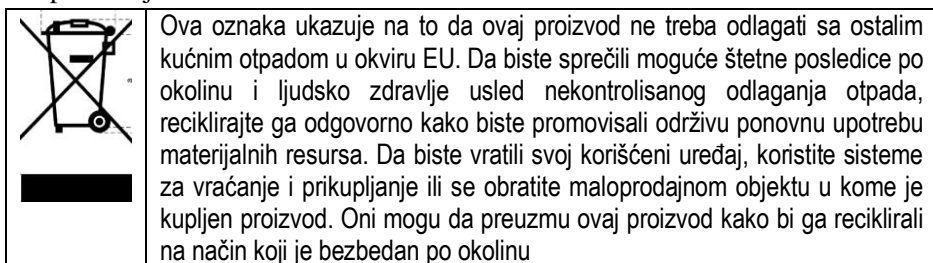 Ova oznaka ukazuje na to da ovaj proizvod ne treba odlagati sa ostalim
kućnim otpadom u okviru EU. Da biste sprečili moguće štetne posledice po
okolinu i ljudsko zdravlje usled nekontrolisanog odlaganja otpada,
reciklirajte ga odgovorno kako biste promovisali održivu ponovnu upotrebu
materijalnih resursa. Da biste vratili svoj korišćeni uređaj, koristite sisteme
za vraćanje i prikupljanje ili se obratite maloprodajnom objektu u kome je
kupljen proizvod. Oni mogu da preuzmu ovaj proizvod kako bi ga reciklirali
na način koji je bezbedan po okolinu